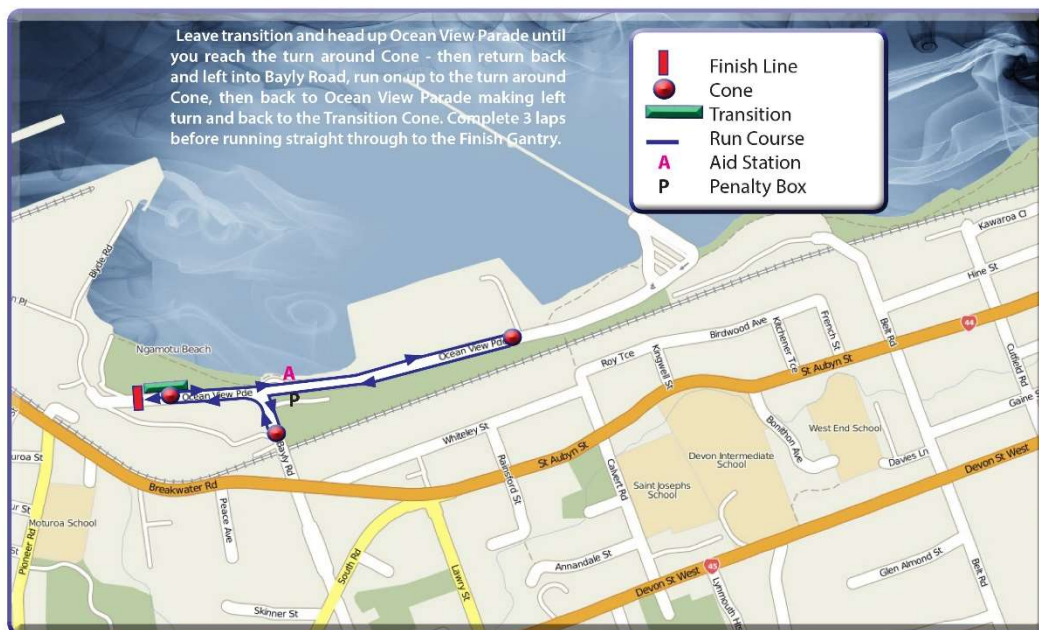 Leave transition and head up Ocean View Parade until
you reach the turn around Cone - then return back
and left into Bayly Road, run on up to the turn around
Cone, then back to Ocean View Parade making left
turn and back to the Transition Cone. Complete 3 laps
before running straight through to the Finish Gantry.
Finish Line
Cone
Transition
Run Course
A Aid Station
P Penalty Box
Kawaroa Cl
Blyde Rd
Hine St
Belt Rd
Cutfield Rd
44
Ngamotu Beach
Ocean View Pde
Birdwood Ave
Kitchener Tce
French St
Roy Tce
Kingwell St
St Aubyn St
A
Ocean View Pde
P
Gaine St
Bonithon Ave
West End School
Whiteley St
Bayly Rd
Rainsford St
St Aubyn St
Calvert Rd
Devon Intermediate
School
Davies Ln
Devon St West
Saint Josephs
School
Breakwater Rd
Moturoa School
Pioneer Rd
Peace Ave
South Rd
Lawry St
Annandale St
Skinner St
45
Devon St West
Glen Almond St
Belt Rd